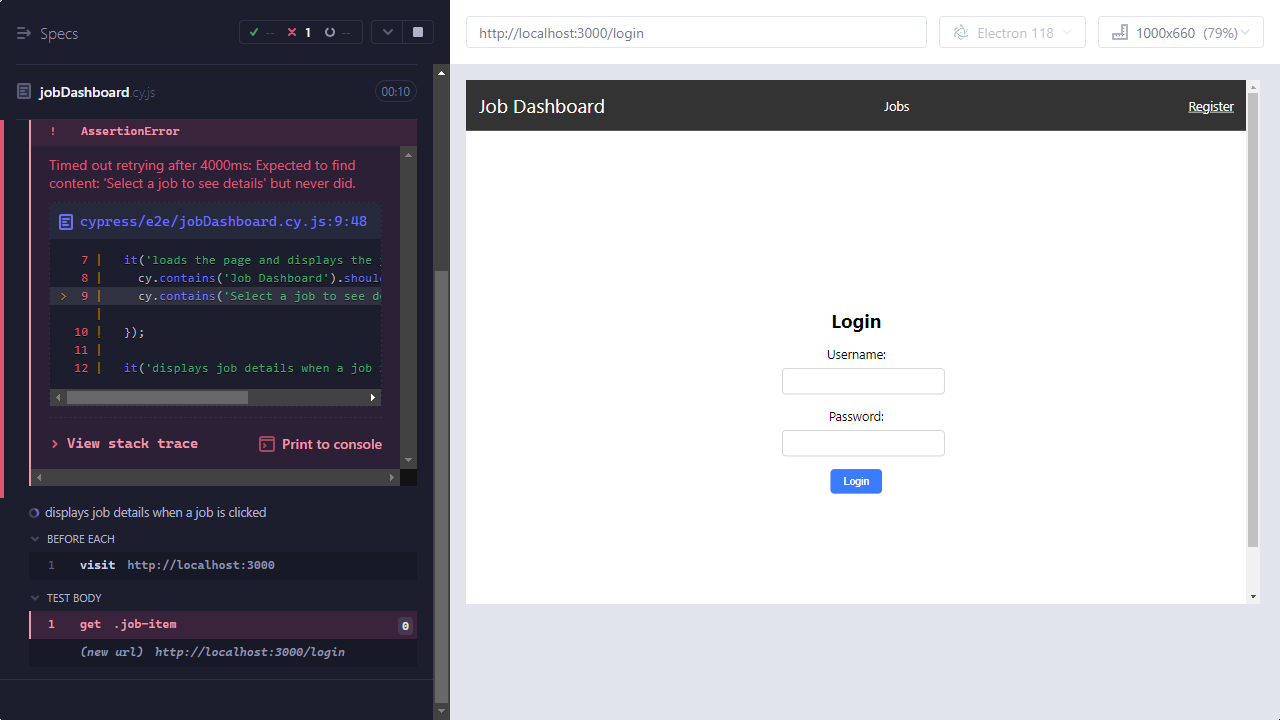 Specs
-- 1 --
jobDashboard.cy.js
00:10
! AssertionError
Timed out retrying after 4000ms: Expected to find
content: 'Select a job to see details' but never did.
cypress/e2e/jobDashboard.cy.js:9:48
7 | it('loads the page and displays the
8 | cy.contains('Job Dashboard').should
> 9 | cy.contains('Select a job to see de
|
10 | });
11 |
12 | it('displays job details when a job
> View stack trace
Print to console
displays job details when a job is clicked
BEFORE EACH
1 visit http://localhost:3000
TEST BODY
1 get .job-item 0
(new url) http://localhost:3000/login
http://localhost:3000/login
Electron 118
1000x660 (79%)
Job Dashboard
Jobs
Register
Login
Username:
Password:
Login